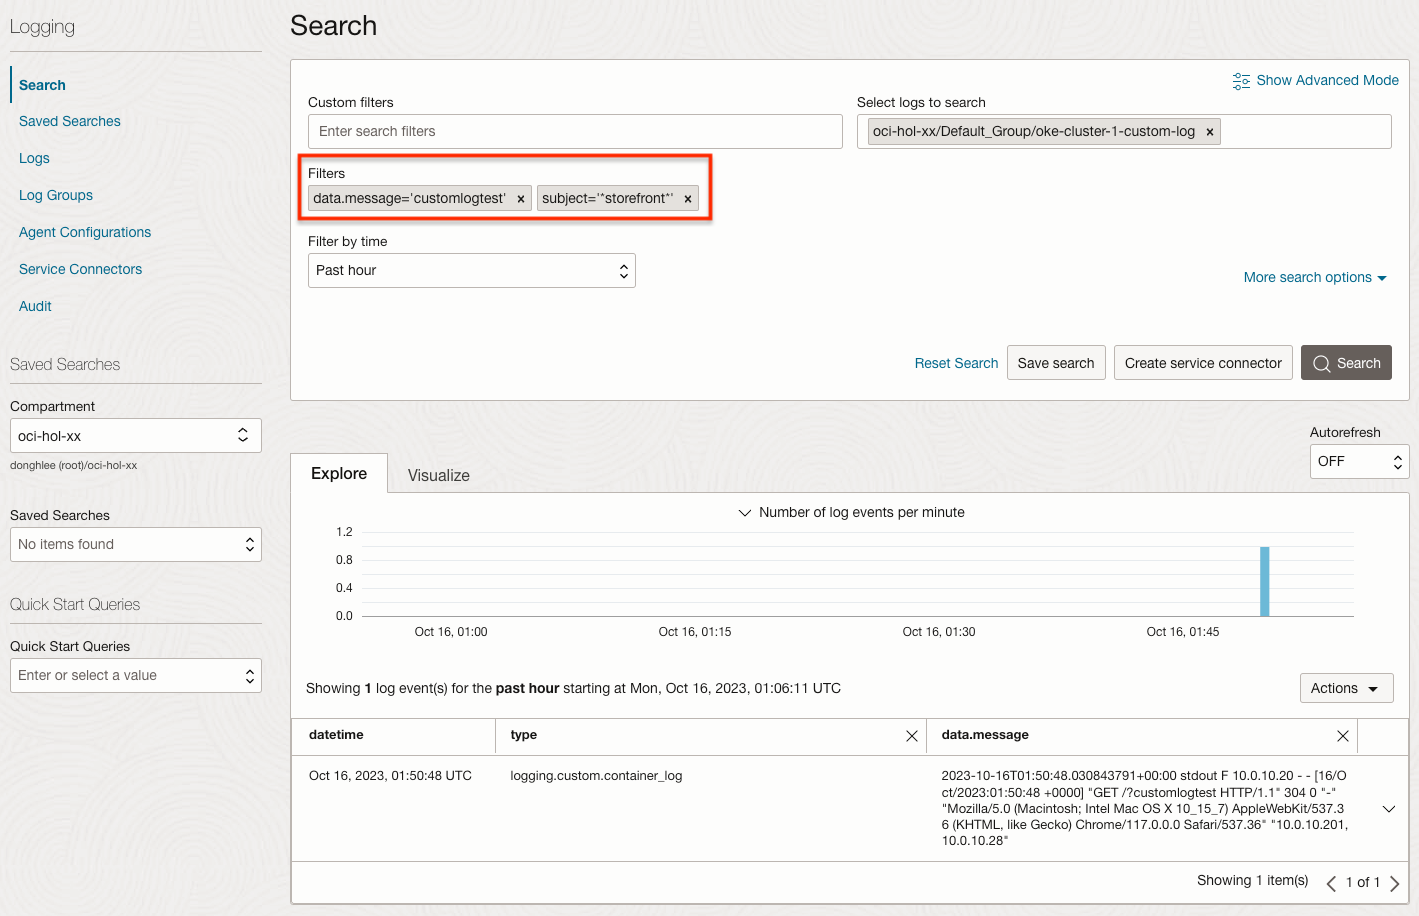 Logging
Search
Saved Searches
Logs
Log Groups
Agent Configurations
Service Connectors
Audit
Saved Searches
Compartment
oci-hol-xx
donghlee (root)/oci-hol-xx
Saved Searches
No items found
Quick Start Queries
Quick Start Queries
Enter or select a value
Search
Show Advanced Mode
Custom filters
Enter search filters
Select logs to search
oci-hol-xx/Default_Group/oke-cluster-1-custom-log ×
Filters
data.message='customlogtest' × subject='*storefront*' ×
Filter by time
Past hour
More search options
Reset Search Save search Create service connector Search
Autorefresh
OFF
Explore Visualize
Number of log events per minute
1.2
0.8
0.4
0.0
Oct 16, 01:00 Oct 16, 01:15 Oct 16, 01:30 Oct 16, 01:45
Showing 1 log event(s) for the past hour starting at Mon, Oct 16, 2023, 01:06:11 UTC
Actions
datetime type data.message
Oct 16, 2023, 01:50:48 UTC logging.custom.container_log
2023-10-16T01:50:48.030843791+00:00 stdout F 10.0.10.20 - - [16/O
ct/2023:01:50:48 +0000] "GET /?customlogtest HTTP/1.1" 304 0 "-"
"Mozilla/5.0 (Macintosh; Intel Mac OS X 10_15_7) AppleWebKit/537.3
6 (KHTML, like Gecko) Chrome/117.0.0.0 Safari/537.36" "10.0.10.201,
10.0.10.28"
Showing 1 item(s) 1 of 1